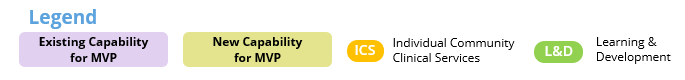 Legend
Existing Capability
for MVP
New Capability
for MVP
ICS
Individual Community
Clinical Services
L&D
Learning &
Development